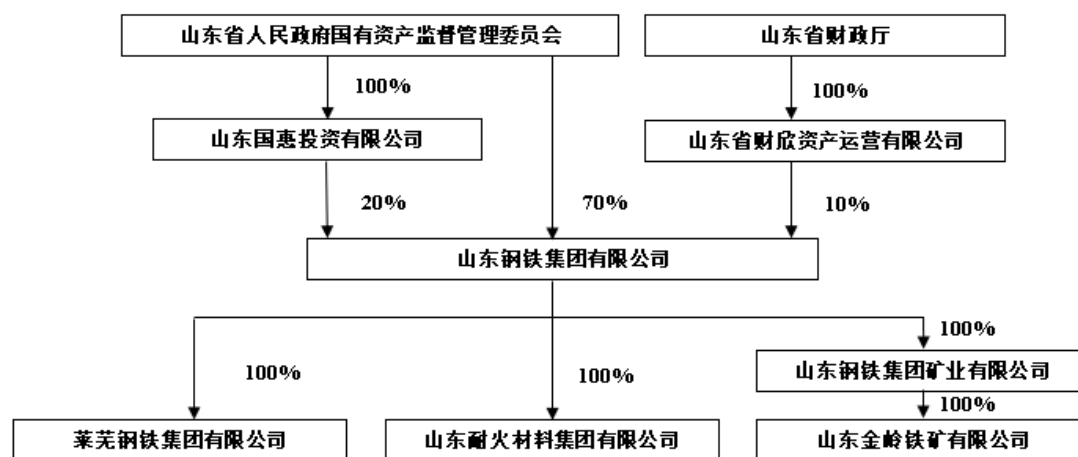 山东省人民政府国有资产监督管理委员会
山东省财政厅
100%
100%
山东国惠投资有限公司
山东省财欣资产运营有限公司
20%
70%
10%
山东钢铁集团有限公司
100%
100%
100%
山东钢铁集团矿业有限公司
100%
莱芜钢铁集团有限公司
山东耐火材料集团有限公司
山东金岭铁矿有限公司